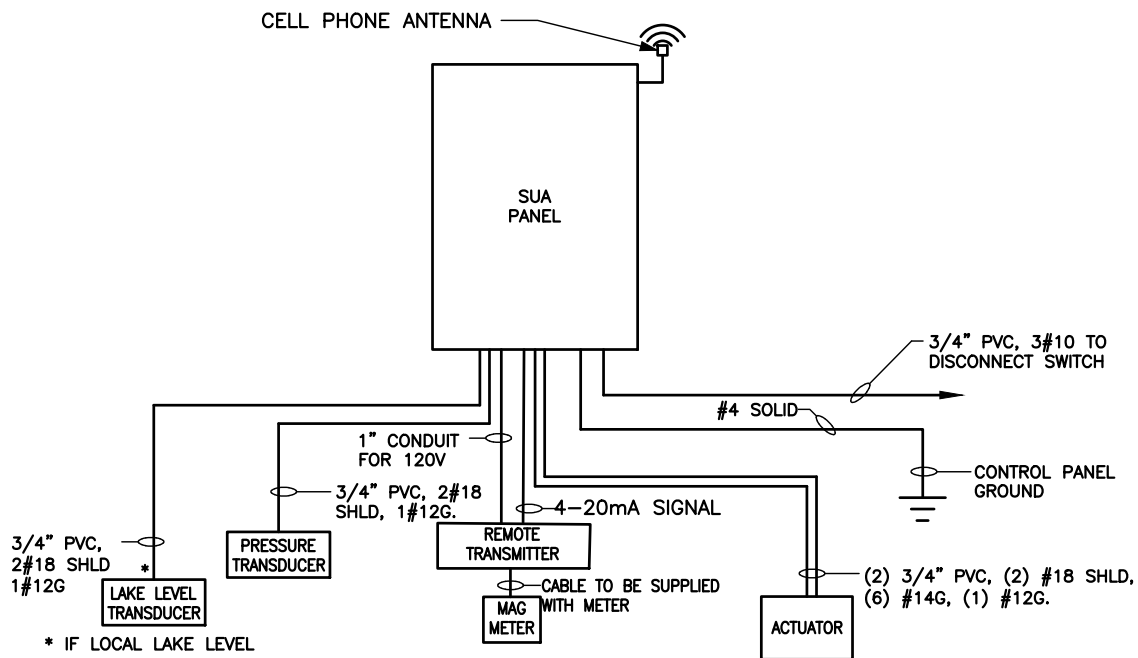 CELL PHONE ANTENNA
SUA
PANEL
3/4" PVC, 3#10 TO
DISCONNECT SWITCH
#4 SOLID
1" CONDUIT
FOR 120V
CONTROL PANEL
GROUND
3/4" PVC, 2#18
SHLD, 1#12G.
4-20mA SIGNAL
3/4" PVC,
2#18 SHLD *
1#12G
PRESSURE
TRANSDUCER
REMOTE
TRANSMITTER
LAKE LEVEL
TRANSDUCER
CABLE TO BE SUPPLIED
WITH METER
MAG
METER
(2) 3/4" PVC, (2) #18 SHLD,
(6) #14G, (1) #12G.
ACTUATOR
* IF LOCAL LAKE LEVEL